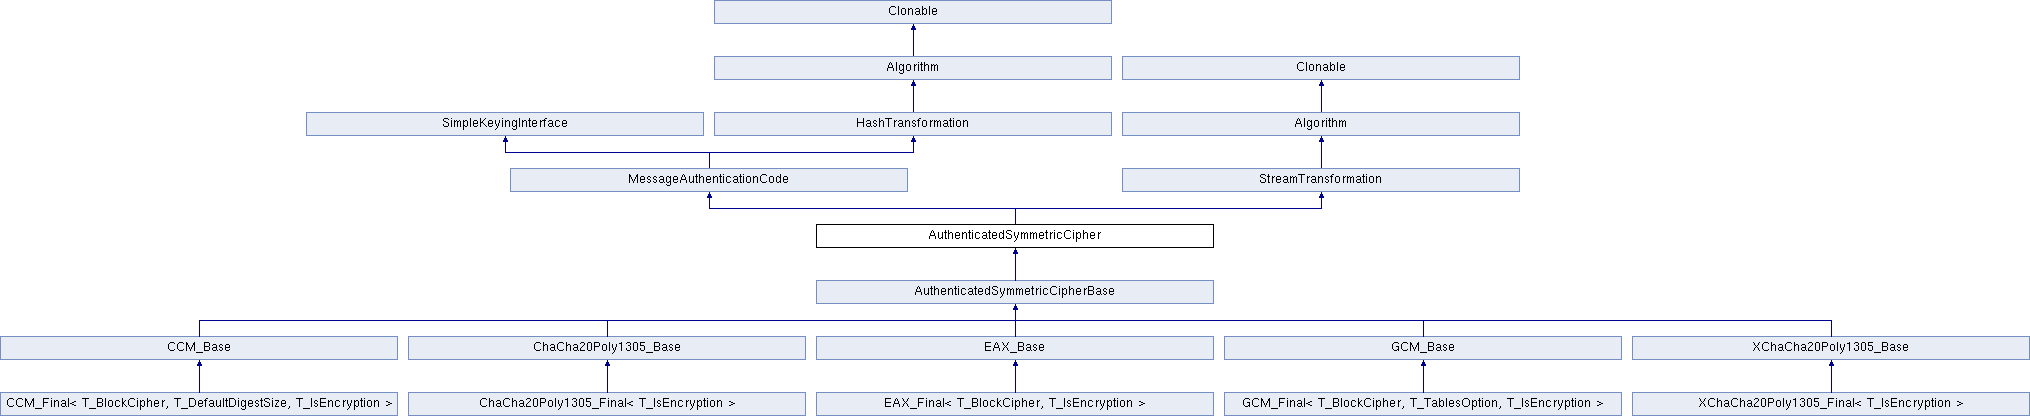 Clonable
Algorithm
Clonable
SimpleKeyingInterface
HashTransformation
Algorithm
MessageAuthenticationCode
StreamTransformation
AuthenticatedSymmetricCipher
AuthenticatedSymmetricCipherBase
CCM_Base
ChaCha20Poly1305_Base
EAX_Base
GCM_Base
XChaCha20Poly1305_Base
CCM_Final< T_BlockCipher, T_DefaultDigestSize, T_IsEncryption >
ChaCha20Poly1305_Final< T_IsEncryption >
EAX_Final< T_BlockCipher, T_IsEncryption >
GCM_Final< T_BlockCipher, T_TablesOption, T_IsEncryption >
XChaCha20Poly1305_Final< T_IsEncryption >